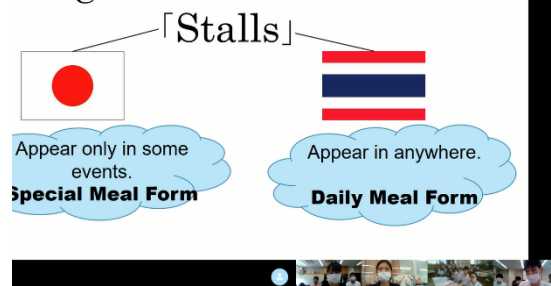 「Stalls」
Appear only in some
events.
Special Meal Form
Appear in anywhere.
Daily Meal Form